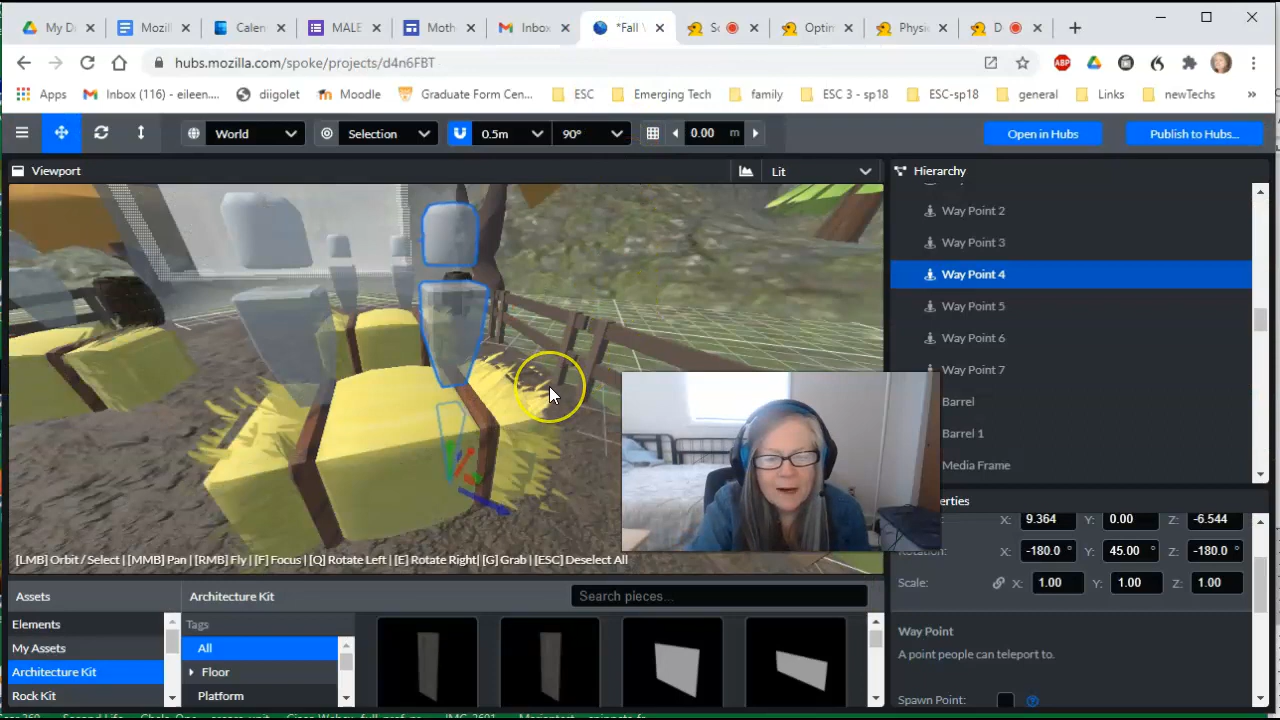 My D
Mozil
Calen
MALE
Moth
Inbox
*Fall \
Sc
Optin
Physi
D
hubs.mozilla.com/spoke/projects/d4n6FBT
ABP
Apps
Inbox (116) - eileen....
diigolet
Moodle
Graduate Form Cen...
ESC
Emerging Tech
family
ESC 3 - sp18
ESC-sp18
general
Links
newTechs
»
World
Selection
0.5m
90°
0.00 m
Open in Hubs
Publish to Hubs...
Viewport
Lit
Hierarchy
Way Point 2
Way Point 3
Way Point 4
Way Point 5
Way Point 6
Way Point 7
Barrel
Barrel 1
Media Frame
erties
X: 9.364 Y: 0.00 Z: -6.544
Rotation: X: -180.0 ° Y: 45.00 ° Z: -180.0 °
Scale: X: 1.00 Y: 1.00 Z: 1.00
[LMB] Orbit / Select | [MMB] Pan | [RMB] Fly | [F] Focus | [Q] Rotate Left | [E] Rotate Right | [G] Grab | [ESC] Deselect All
Assets
Architecture Kit
Search pieces...
Elements
My Assets
Architecture Kit
Rock Kit
Tags
All
Floor
Platform
Way Point
A point people can teleport to.
Spawn Point: